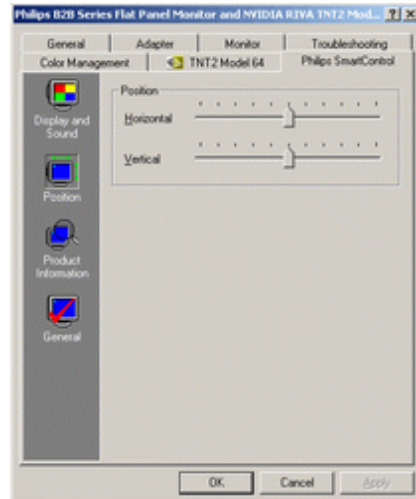 Philips B2B Series Flat Panel Monitor and NVIDIA RIVA TNT2 Mod...
General Adapter Monitor Troubleshooting
Color Management TNT2 Model 64 Philips SmartControl
Display and
Sound
Position
Product
Information
General
Position
Horizontal
Vertical
OK Cancel Apply